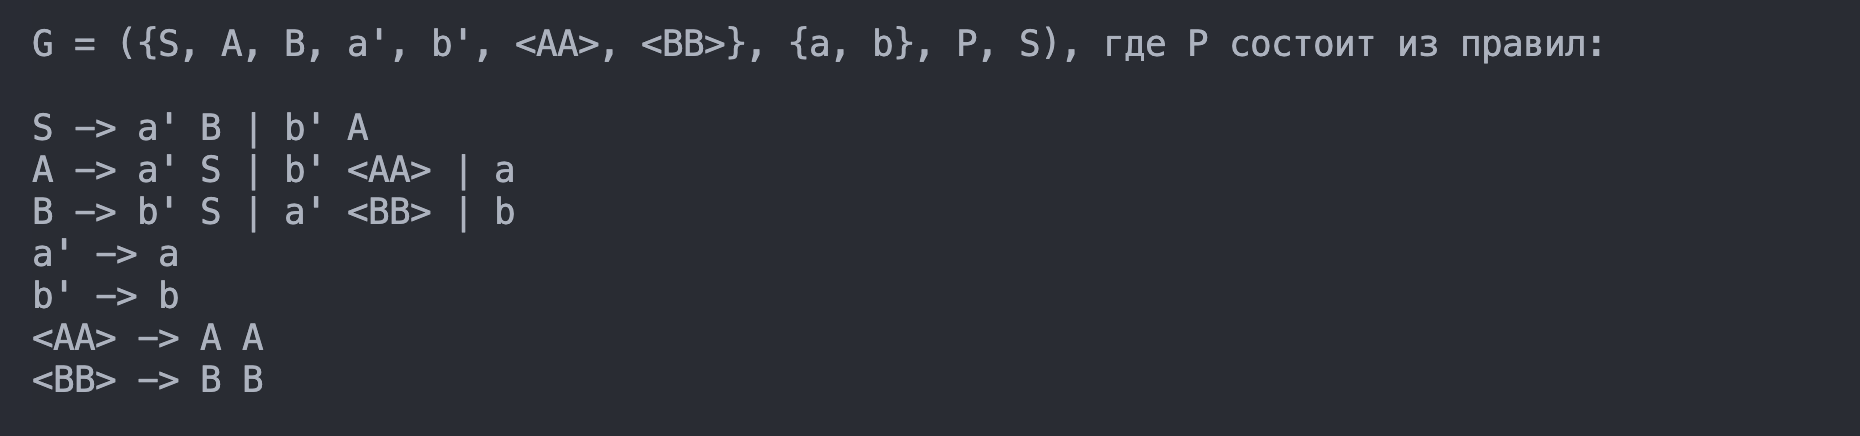 G = ({S, A, B, a', b', <AA>, <BB>}, {a, b}, P, S), где P состоит из правил:
S -> a' B | b' A
A -> a' S | b' <AA> | a
B -> b' S | a' <BB> | b
a' -> a
b' -> b
<AA> -> A A
<BB> -> B B